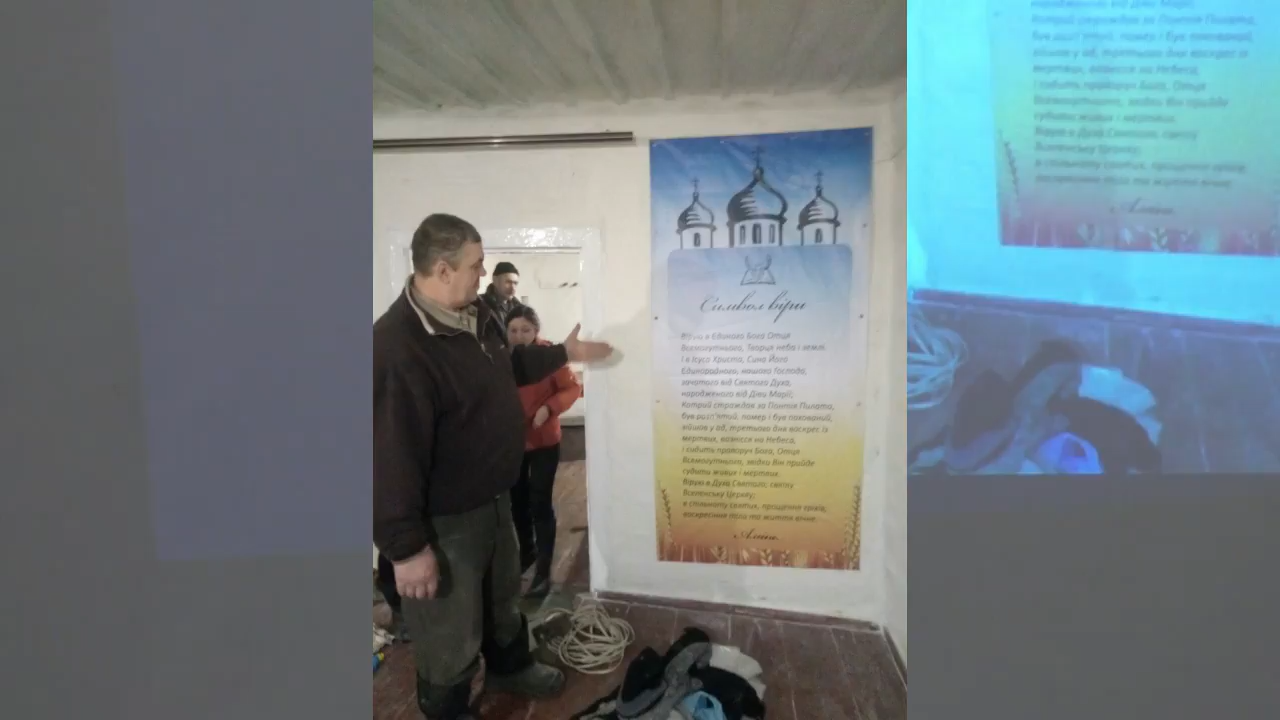 Символ віри
Вірую в Єдиного Бога Отця
Всемогутнього, Творця неба і землі.
І в Ісуса Христа, Сина Його
Єдинородного, нашого Господа,
зачатого від Святого Духа,
народженого від Діви Марії;
Котрий страждав за Понтія Пилата,
був розп'ятий, помер і був похований,
зійшов у ад, третього дня воскрес із
мертвих, вознісся на Небеса,
і сидить праворуч Бога, Отця
Всемогутнього, звідки Він прийде
судити живих і мертвих.
Вірую в Духа Святого, святу
Вселенську Церкву;
в спільноту святих, прощення гріхів,
воскресіння тіла та життя вічне.
Амінь.